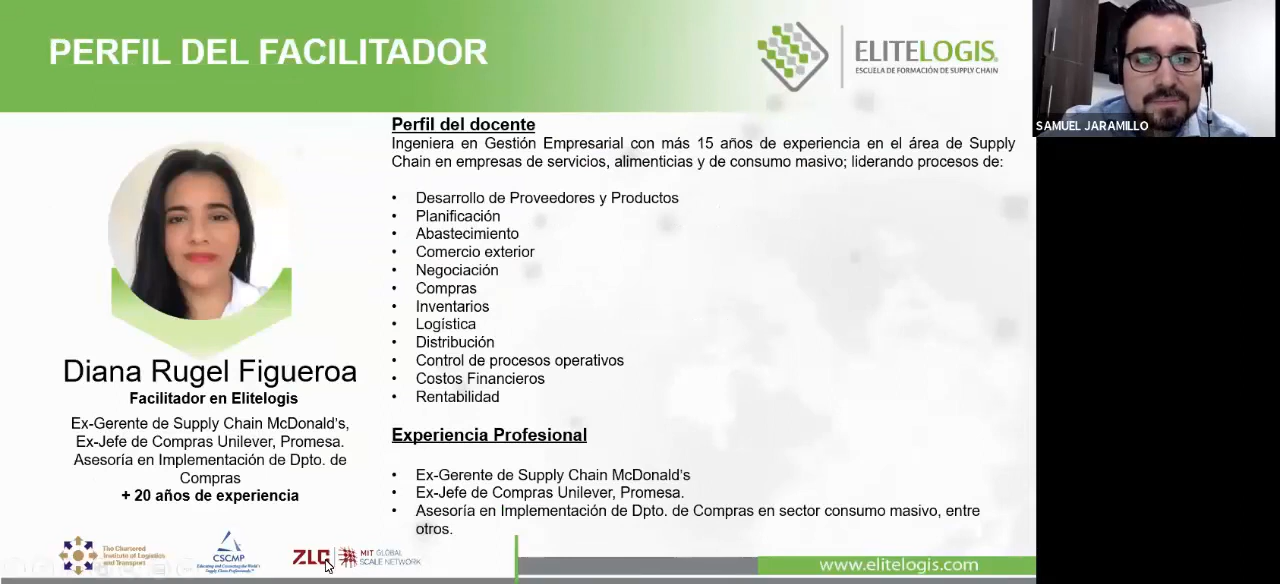 PERFIL DEL FACILITADOR
ELITELOGIS
ESCUELA DE FORMACIÓN DE SUPPLY CHAIN
SAMUEL JARAMILLO
Perfil del docente
Ingeniera en Gestión Empresarial con más 15 años de experiencia en el área de Supply
Chain en empresas de servicios, alimenticias y de consumo masivo; liderando procesos de:
• Desarrollo de Proveedores y Productos
• Planificación
• Abastecimiento
• Comercio exterior
• Negociación
• Compras
• Inventarios
• Logística
• Distribución
• Control de procesos operativos
• Costos Financieros
• Rentabilidad
Experiencia Profesional
• Ex-Gerente de Supply Chain McDonald's
• Ex-Jefe de Compras Unilever, Promesa.
• Asesoría en Implementación de Dpto. de Compras en sector consumo masivo, entre
otros.
Diana Rugel Figueroa
Facilitador en Elitelogis
Ex-Gerente de Supply Chain McDonald's,
Ex-Jefe de Compras Unilever, Promesa.
Asesoría en Implementación de Dpto. de
Compras
+ 20 años de experiencia
The Chartered
Institute of Logistics
and Transport
CSCMP
ZLC
MIT GLOBAL
SCALE NETWORK
www.elitelogis.com